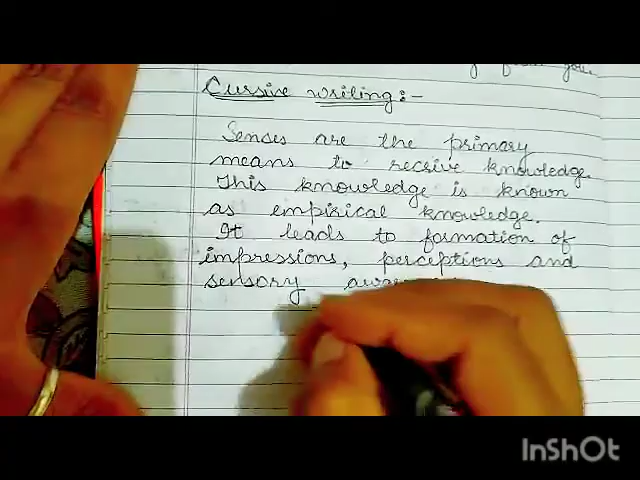 you.
Cursive writing:-
Senses are the primary
means to receive knowledge.
This knowledge is known
as empirical knowledge.
It leads to formation of
impressions, perceptions and
sensory
InShOt